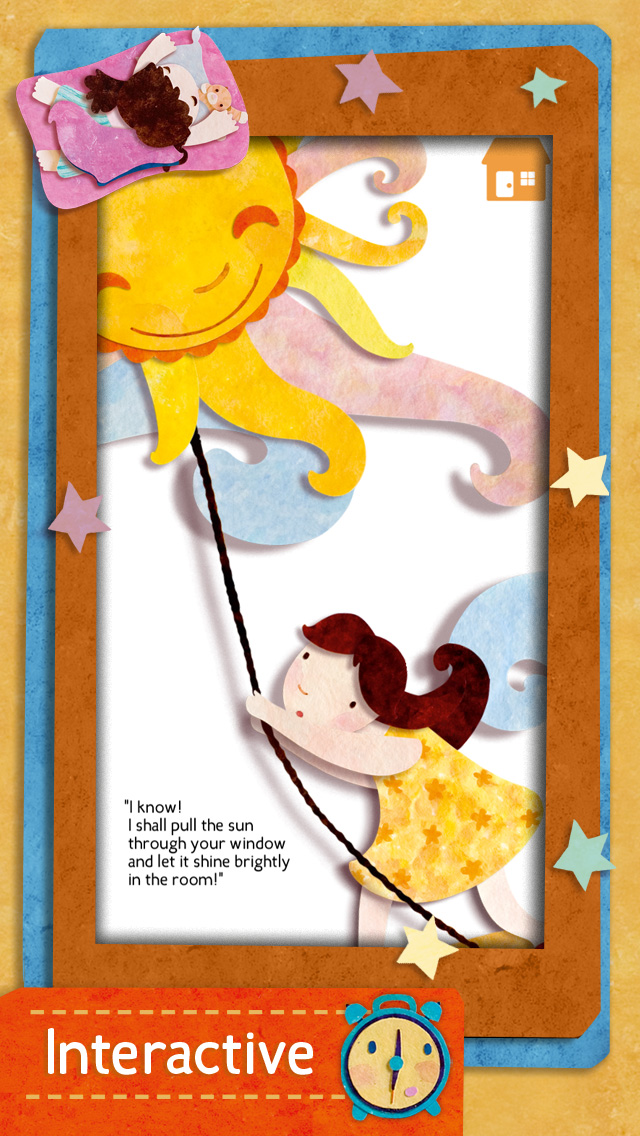 "I know!
I shall pull the sun
through your window
and let it shine brightly
in the room!"
Interactive